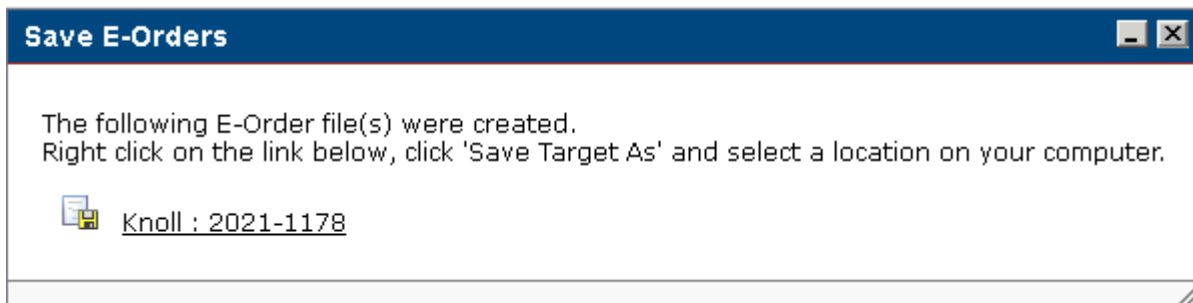 Save E-Orders
The following E-Order file(s) were created.
Right click on the link below, click 'Save Target As' and select a location on your computer.
Knoll : 2021-1178